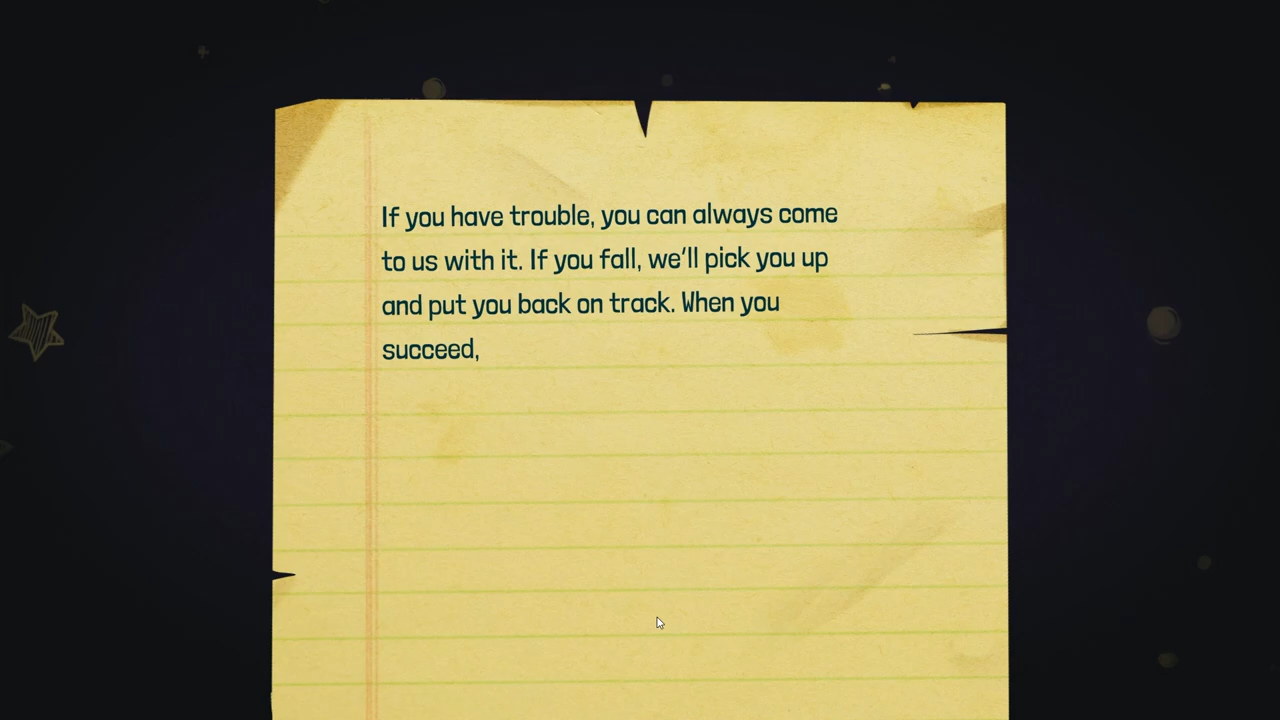 If you have trouble, you can always come
to us with it. If you fall, we'll pick you up
and put you back on track. When you
succeed,